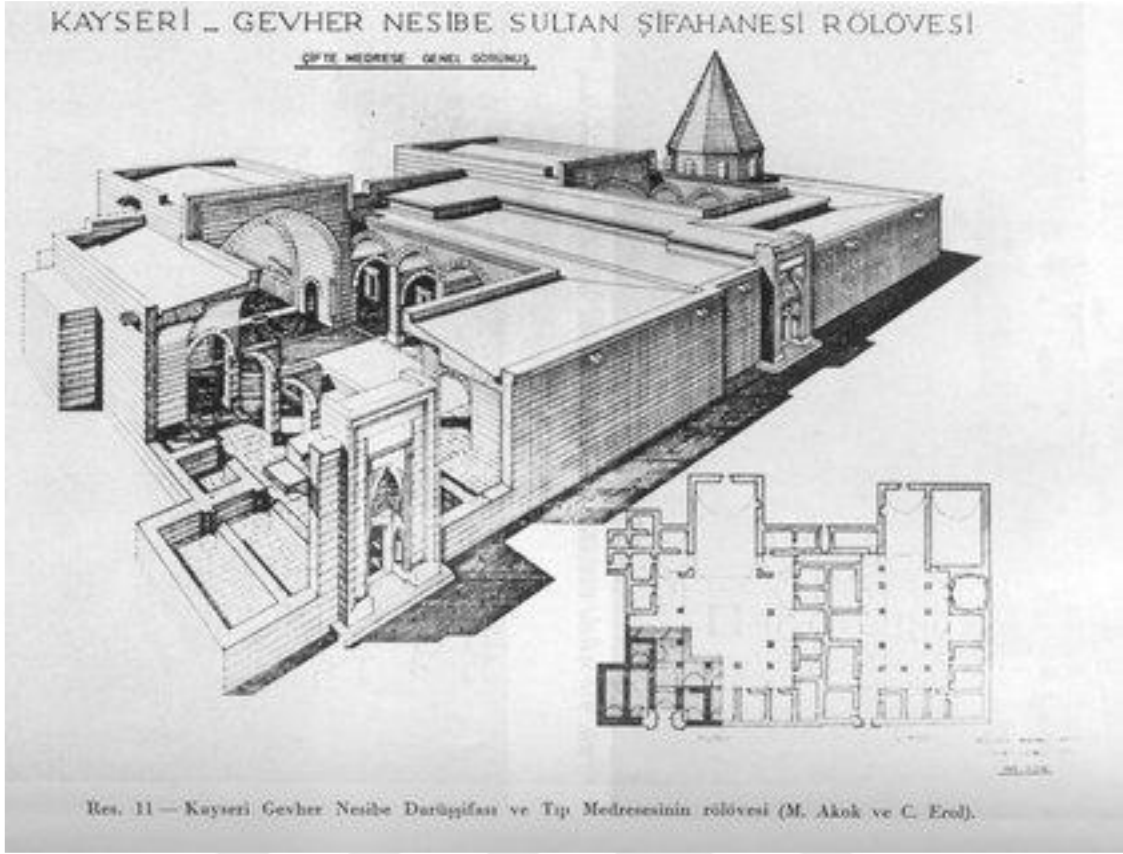 KAYSERİ _ GEVHER NESİBE SULTAN ŞİFAHANESİ RÖLÖVESİ
ÇİFTE MEDRESE GENEL GÖRÜNÜŞ
Res. 11 — Kayseri Gevher Nesibe Darüşşifası ve Tıp Medresesinin rölövesi (M. Akok ve C. Erol).